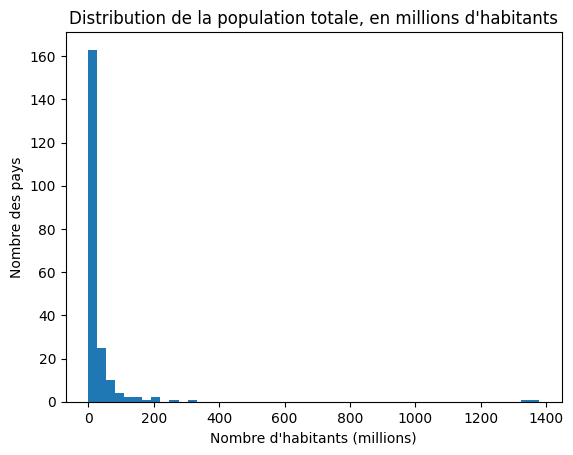 Distribution de la population totale, en millions d'habitants
160
140
120
100
80
60
40
20
0
Nombre des pays
0 200 400 600 800 1000 1200 1400
Nombre d'habitants (millions)